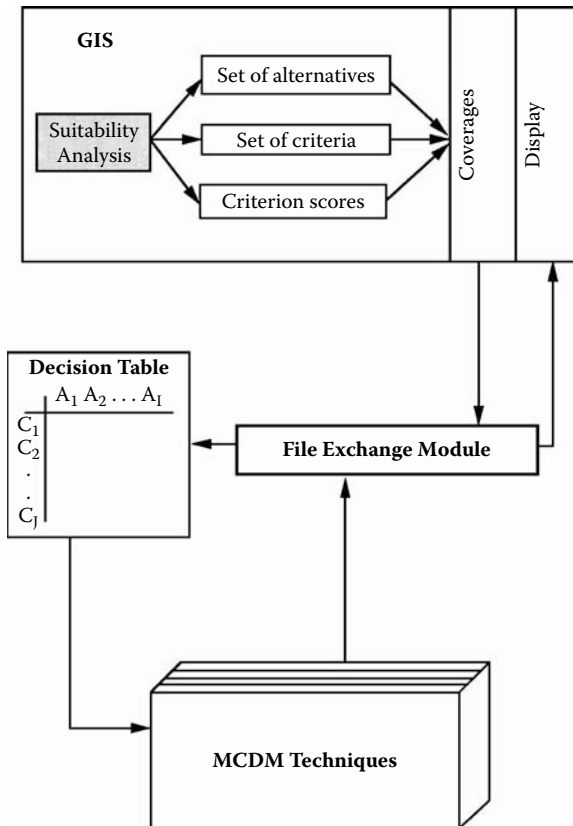 GIS
Set of alternatives
Suitability
Analysis
Set of criteria
Criterion scores
Coverages
Display
Decision Table
A1 A2 . . . AI
C1
C2
.
.
CJ
File Exchange Module
MCDM Techniques